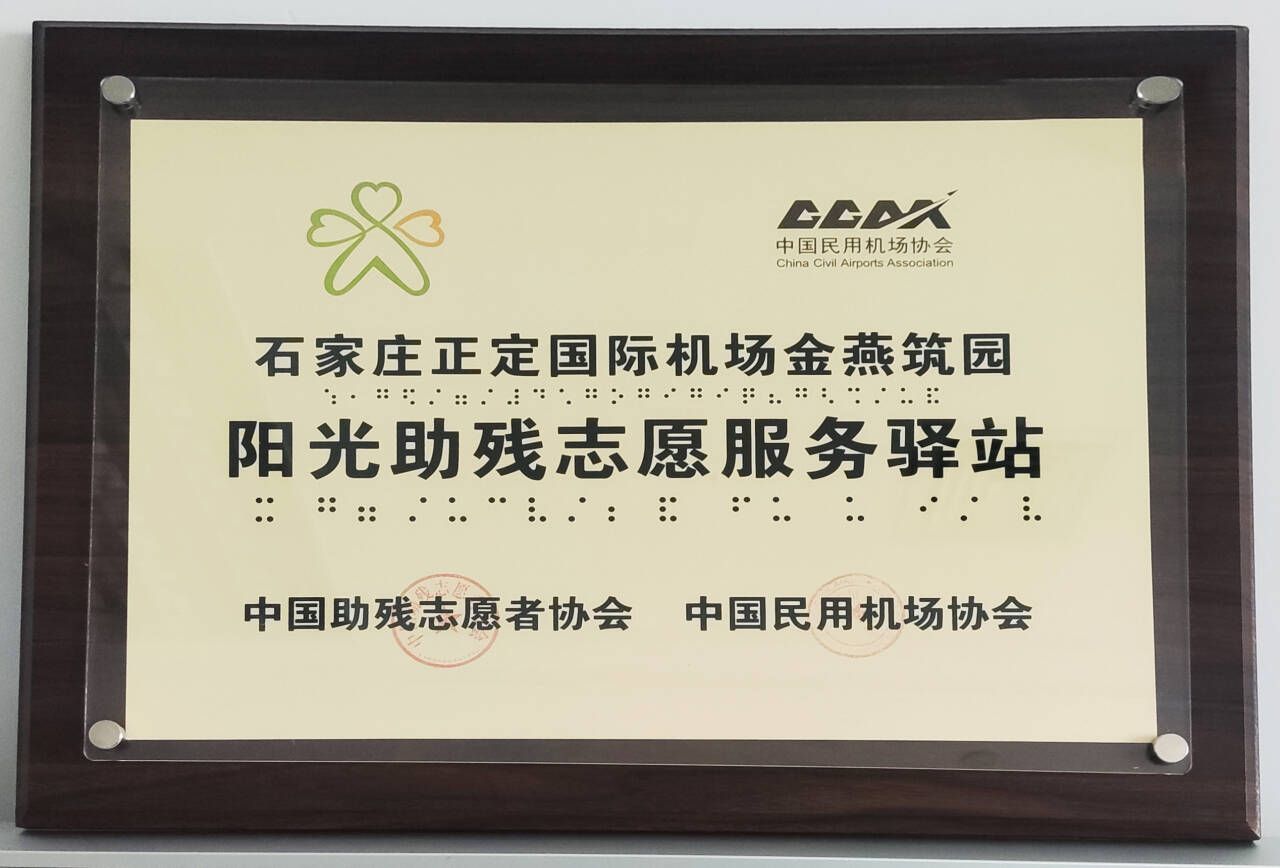 CCAA
中国民用机场协会
China Civil Airports Association
石家庄正定国际机场金燕筑园
阳光助残志愿服务驿站
中国助残志愿者协会 中国民用机场协会